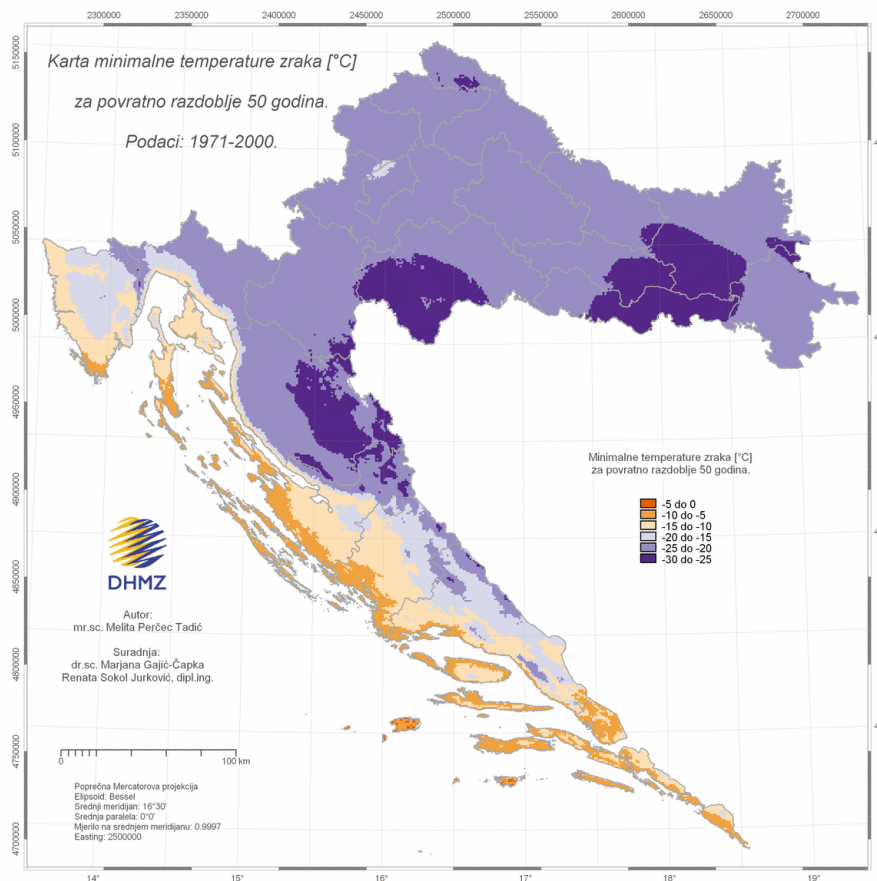 2300000 2350000 2400000 2450000 2500000 2550000 2600000 2650000 2700000
Karta minimalne temperature zraka [°C]
za povratno razdoblje 50 godina.
Podaci: 1971-2000.
5150000
5100000
5050000
5000000
4950000
4900000
4850000
4800000
4750000
4700000
Minimalne temperature zraka [°C]
za povratno razdoblje 50 godina.
-5 do 0
-10 do -5
-15 do -10
-20 do -15
-25 do -20
-30 do -25
DHMZ
Autor:
mr.sc. Melita Perčec Tadić
Suradnja:
dr.sc. Marjana Gajić-Čapka
Renata Sokol Jurković, dipl.ing.
0 100 km
Poprečna Mercatorova projekcija
Elipsoid: Bessel
Srednji meridijan: 16°30'
Srednja paralela: 0°0'
Mjerilo na srednjem meridijanu: 0.9997
Easting: 2500000
14° 15° 16° 17° 18° 19°